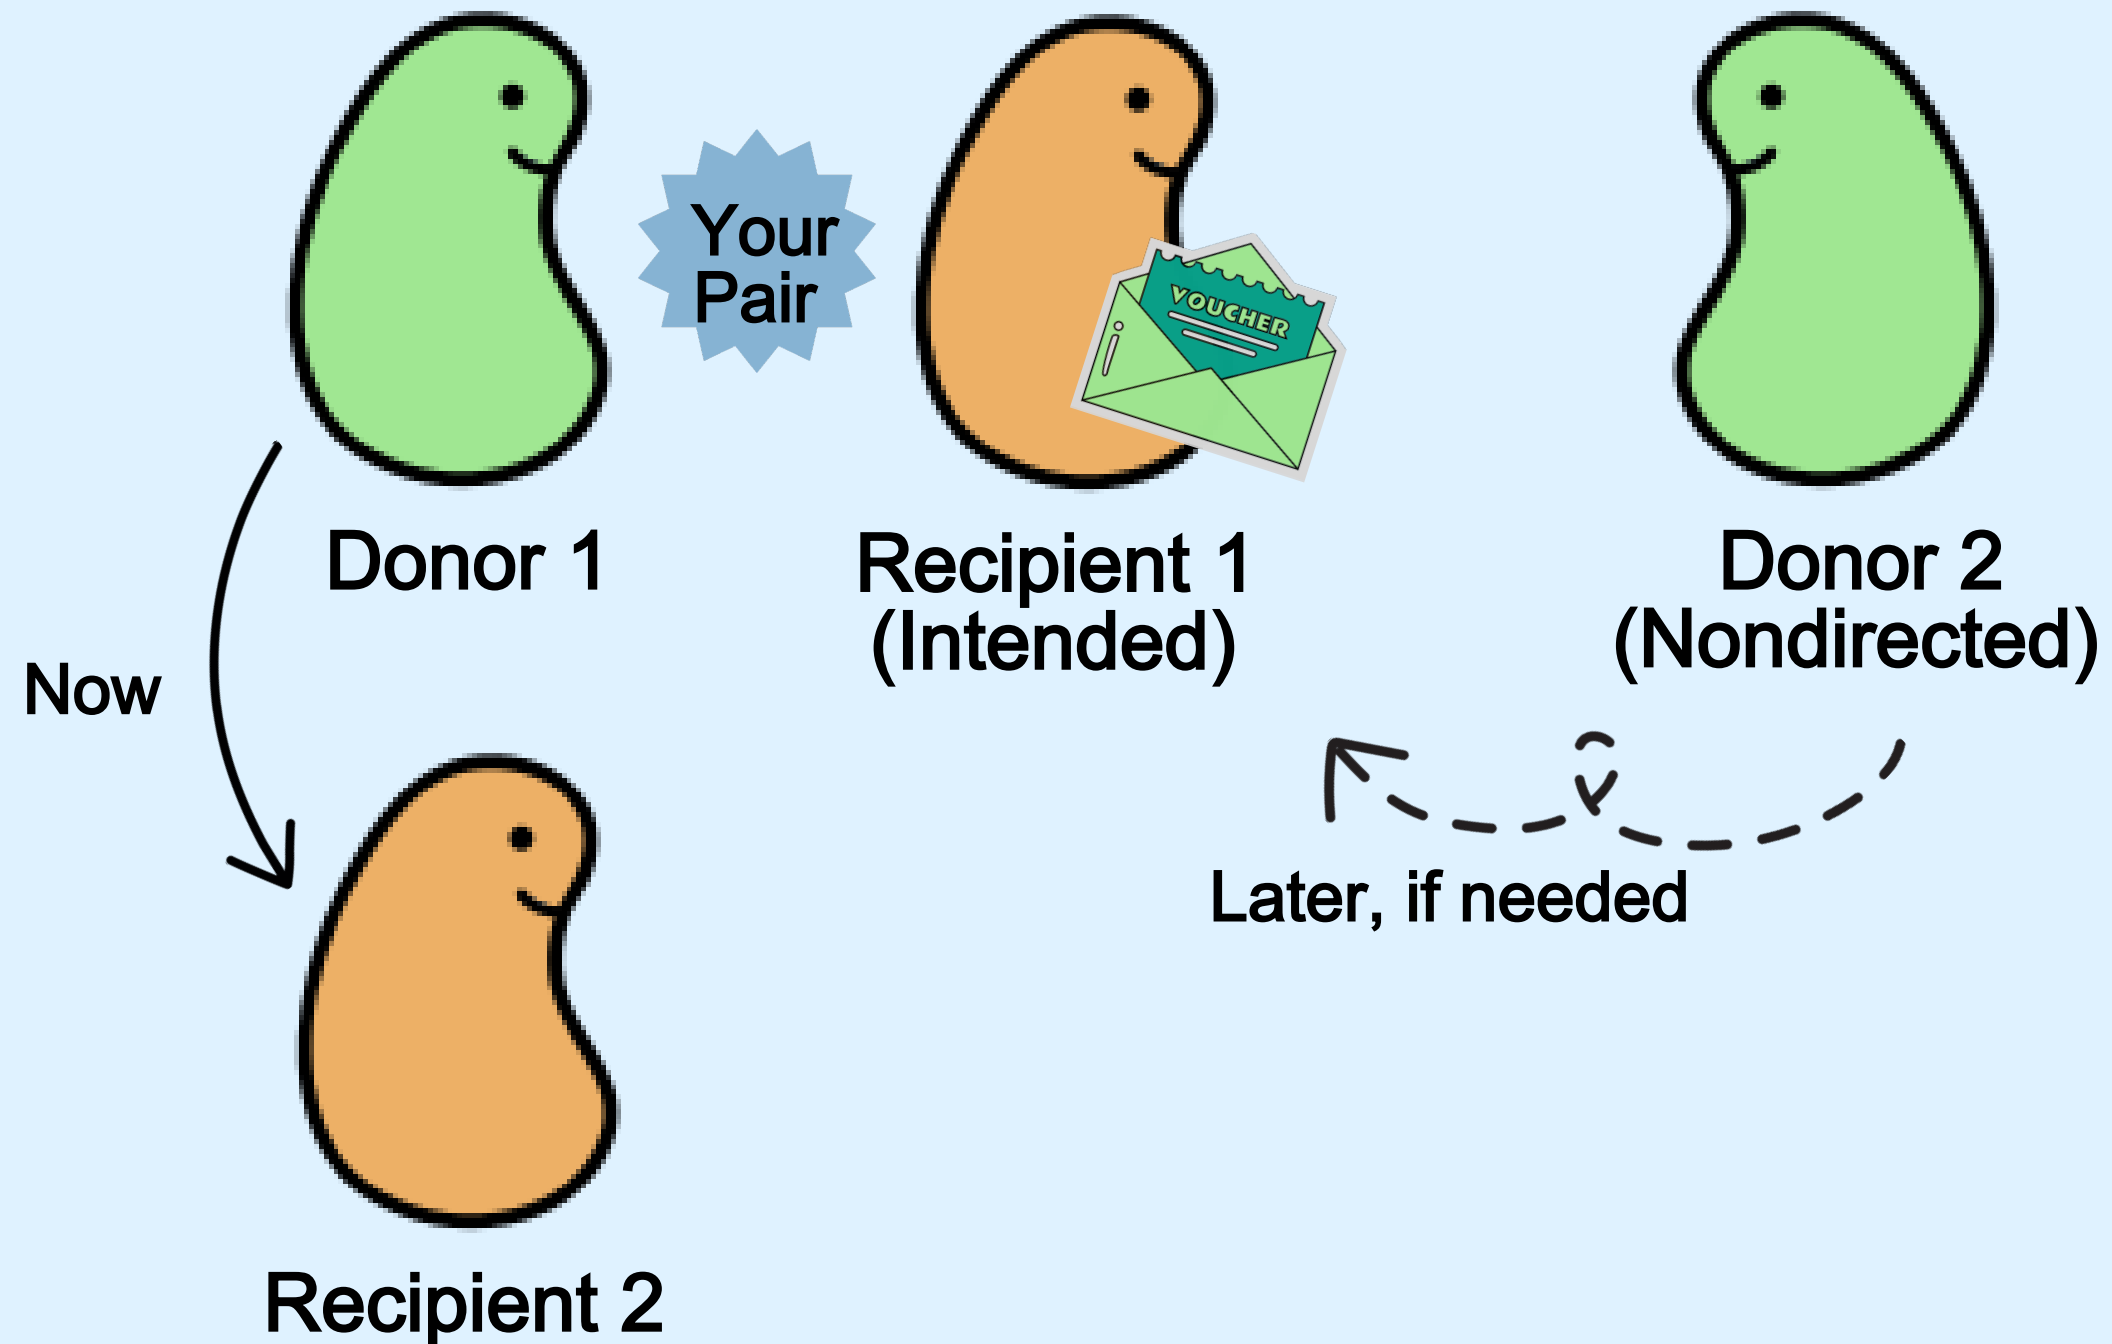 Your
Pair
VOUCHER
Donor 1
Recipient 1
(Intended)
Donor 2
(Nondirected)
Now
Later, if needed
Recipient 2